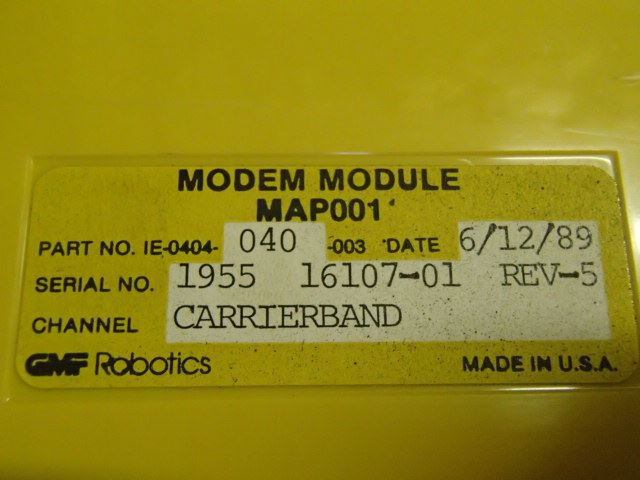 MODEM MODULE
MAP001
PART NO. IE-0404- 040 -003 DATE 6/12/89
SERIAL NO. 1955 16107-01 REV-5
CHANNEL CARRIERBAND
GMF Robotics MADE IN U.S.A.